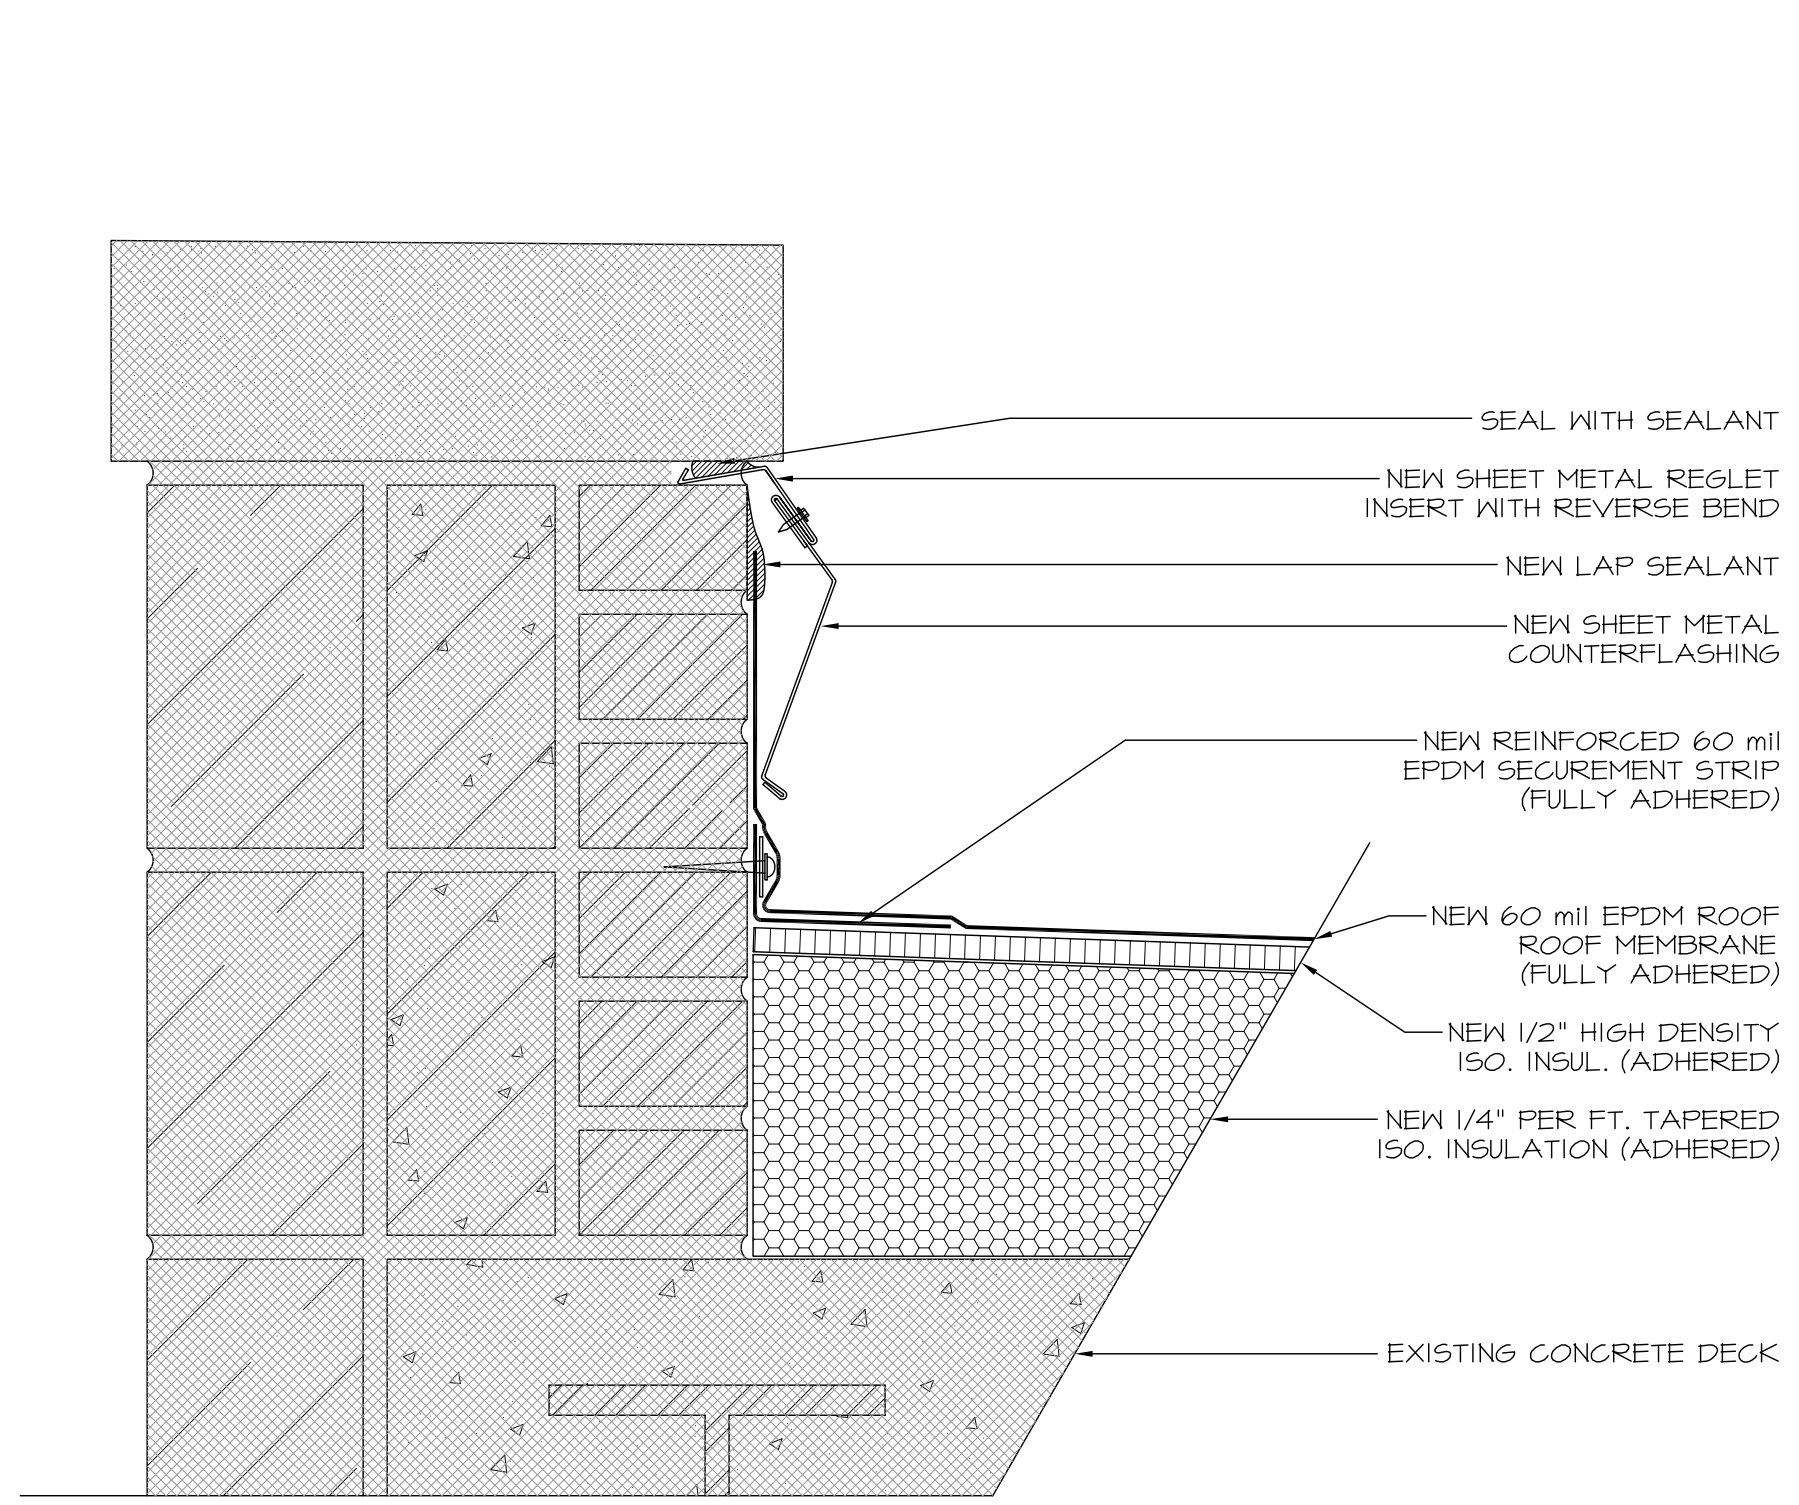 SEAL WITH SEALANT
NEW SHEET METAL REGLET
INSERT WITH REVERSE BEND
NEW LAP SEALANT
NEW SHEET METAL
COUNTERFLASHING
NEW REINFORCED 60 mil
EPDM SECUREMENT STRIP
(FULLY ADHERED)
NEW 60 mil EPDM ROOF
ROOF MEMBRANE
(FULLY ADHERED)
NEW 1/2" HIGH DENSITY
ISO. INSUL. (ADHERED)
NEW 1/4" PER FT. TAPERED
ISO. INSULATION (ADHERED)
EXISTING CONCRETE DECK